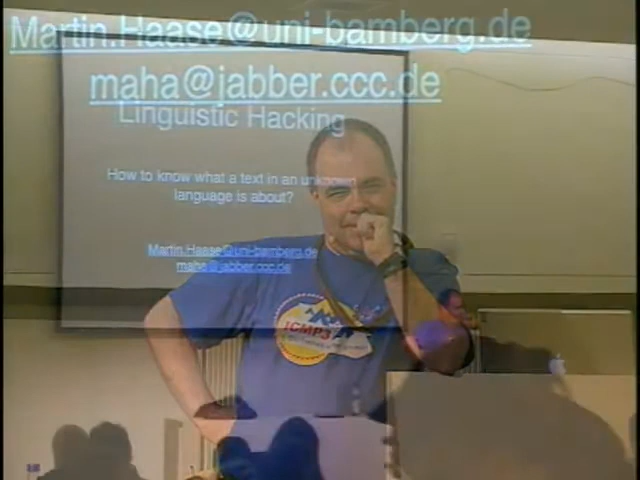 Martin.Haase@uni-bamberg.de
maha@jabber.ccc.de
Linguistic Hacking
How to know what a text in an unknown
language is about?
Martin.Haase@uni-bamberg.de
maha@jabber.ccc.de
ICMP3